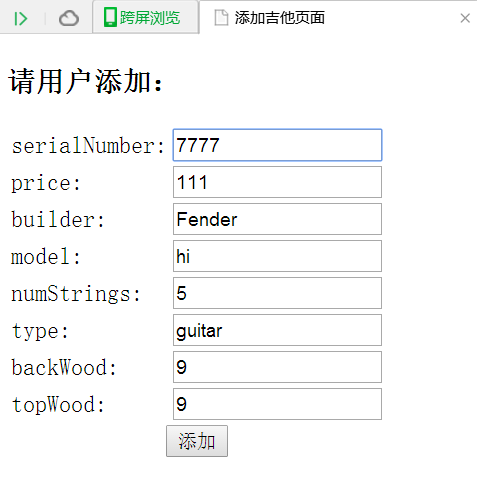 跨屏浏览 添加吉他页面
请用户添加：
serialNumber: 7777
price: 111
builder: Fender
model: hi
numStrings: 5
type: guitar
backWood: 9
topWood: 9
添加